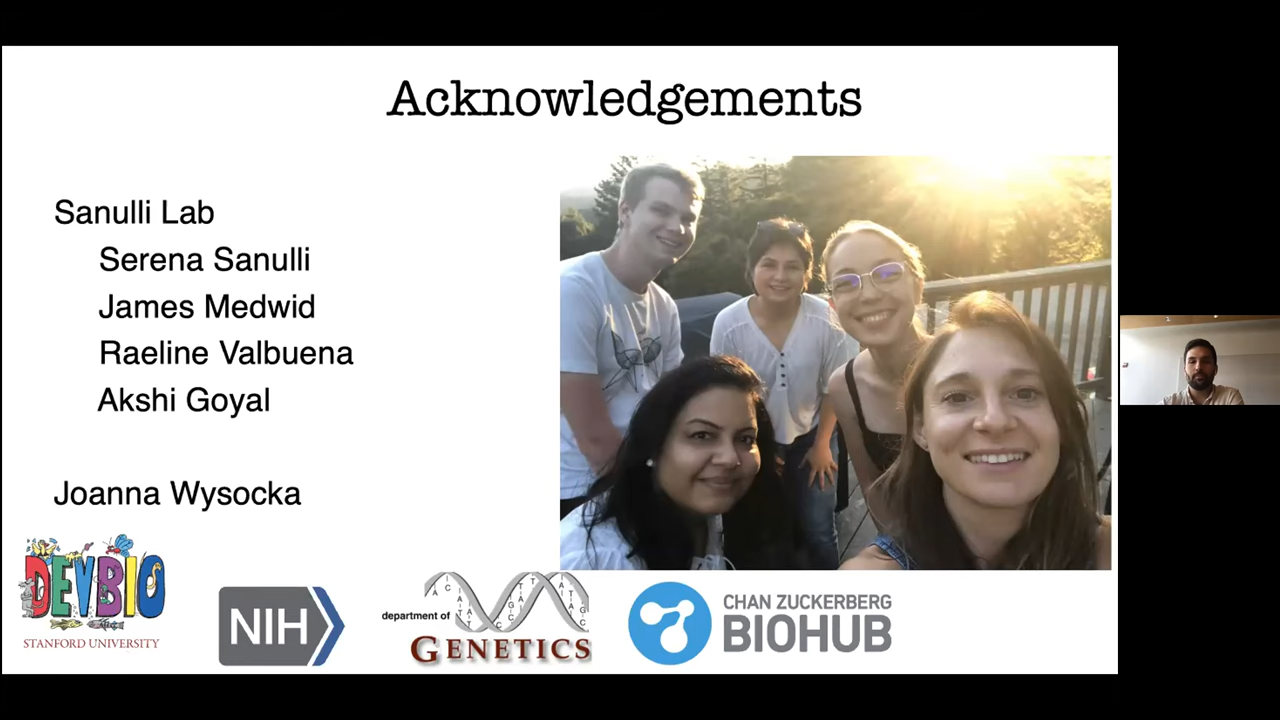 Acknowledgements
Sanulli Lab
Serena Sanulli
James Medwid
Raeline Valbuena
Akshi Goyal
Joanna Wysocka
DEVBIO
STANFORD UNIVERSITY
NIH
department of
GENETICS
CHAN ZUCKERBERG
BIOHUB